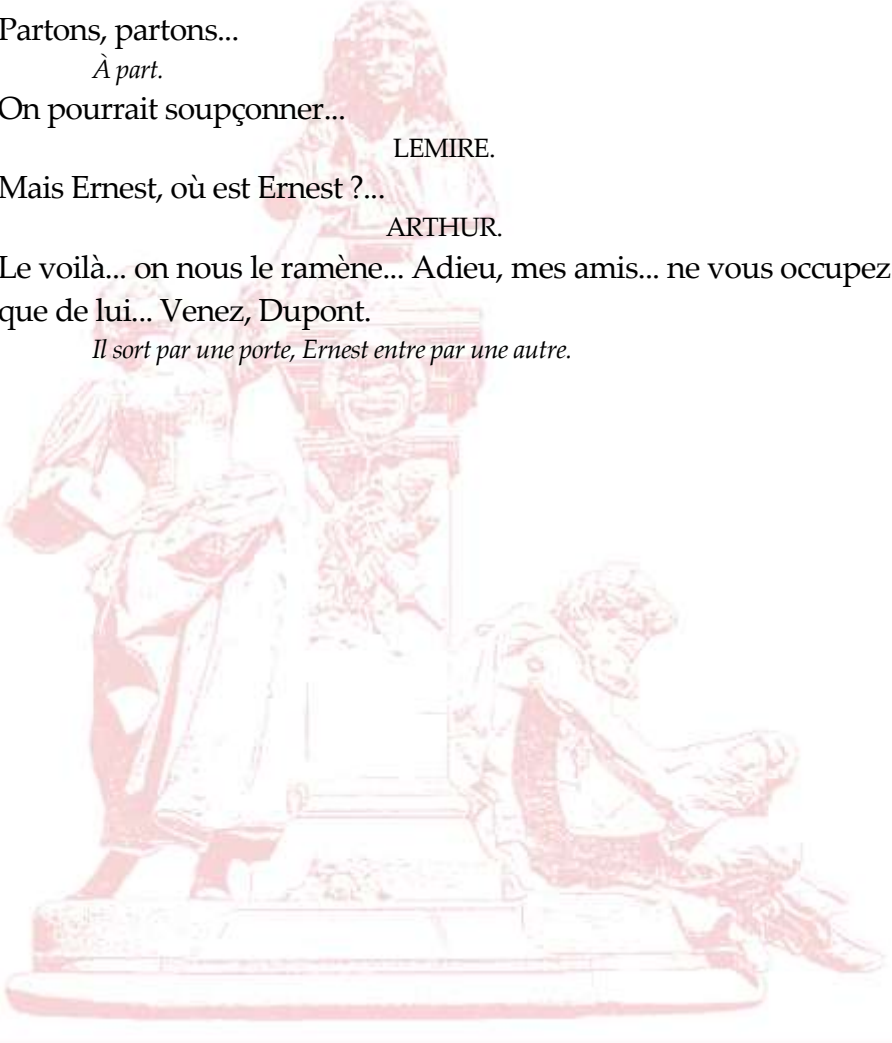 Partons, partons...
À part.
On pourrait soupçonner...
LEMIRE.
Mais Ernest, où est Ernest ?...
ARTHUR.
Le voilà... on nous le ramène... Adieu, mes amis... ne vous occupez
que de lui... Venez, Dupont.
Il sort par une porte, Ernest entre par une autre.